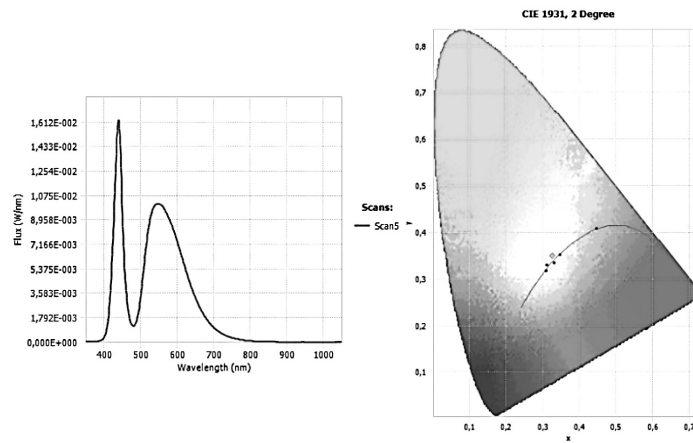 CIE 1931, 2 Degree
1,612E-002
1,433E-002
1,254E-002
1,075E-002
8,958E-003
7,166E-003
5,375E-003
3,583E-003
1,792E-003
0,000E+000
Flux (W/nm)
400 500 600 700 800 900 1000
Wavelength (nm)
Scans:
Scan5
0,8
0,7
0,6
0,5
0,4
0,3
0,2
0,1
y
0,1 0,2 0,3 0,4 0,5 0,6 0,7
x